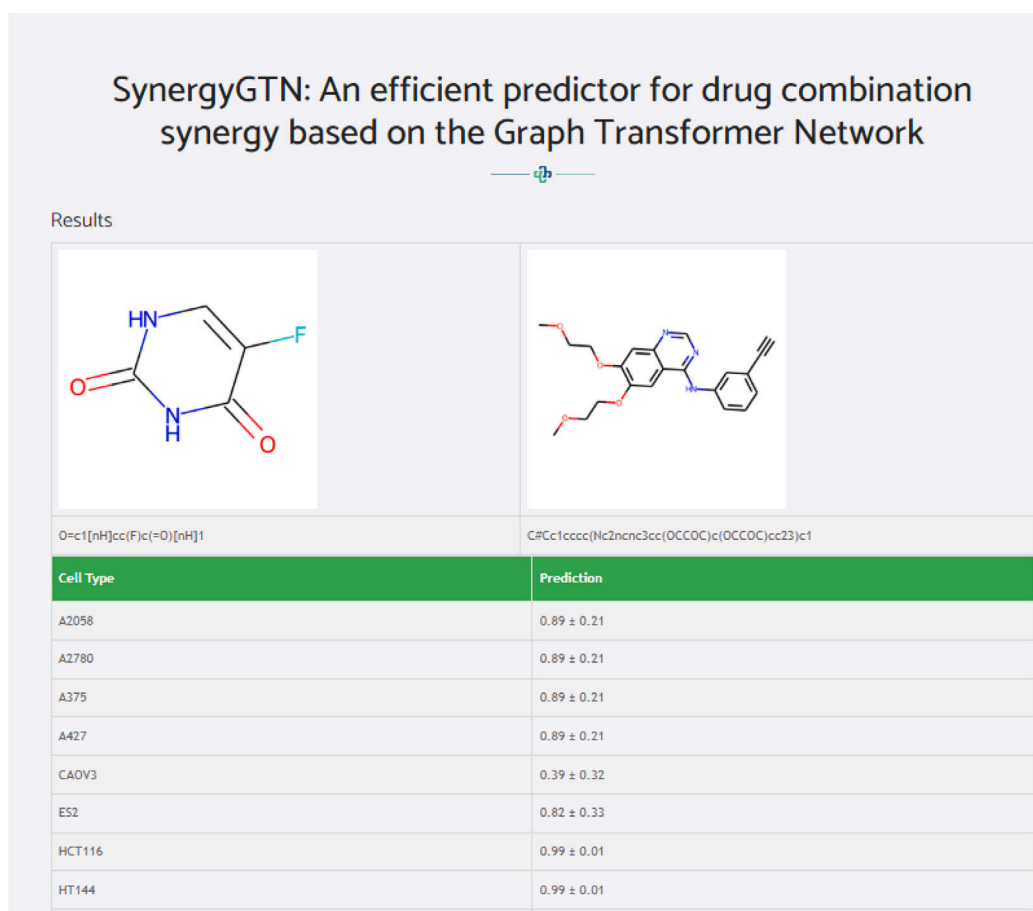 SynergyGTN: An efficient predictor for drug combination
synergy based on the Graph Transformer Network
Results
HN
F
O
N
H
O
O
O
N
N
HN
O
O
O=c1[nH]cc(F)c(=O)[nH]1
C#Cc1cccc(Nc2ncnc3cc(OCCOC)c(OCCOC)cc23)c1
Cell Type Prediction
A2058 0.89 ± 0.21
A2780 0.89 ± 0.21
A375 0.89 ± 0.21
A427 0.89 ± 0.21
CAOV3 0.39 ± 0.32
ES2 0.82 ± 0.33
HCT116 0.99 ± 0.01
HT144 0.99 ± 0.01